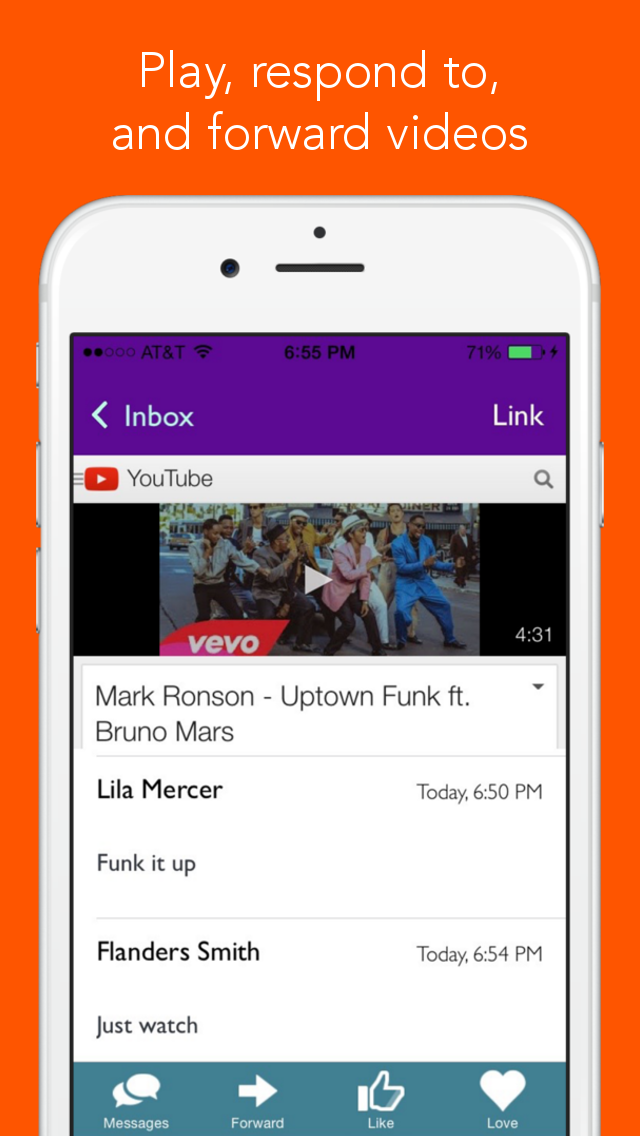 Play, respond to,
and forward videos
AT&T 6:55 PM 71%
Inbox Link
YouTube
DINER
vevo
4:31
Mark Ronson - Uptown Funk ft.
Bruno Mars
Lila Mercer Today, 6:50 PM
Funk it up
Flanders Smith Today, 6:54 PM
Just watch
Messages Forward Like Love